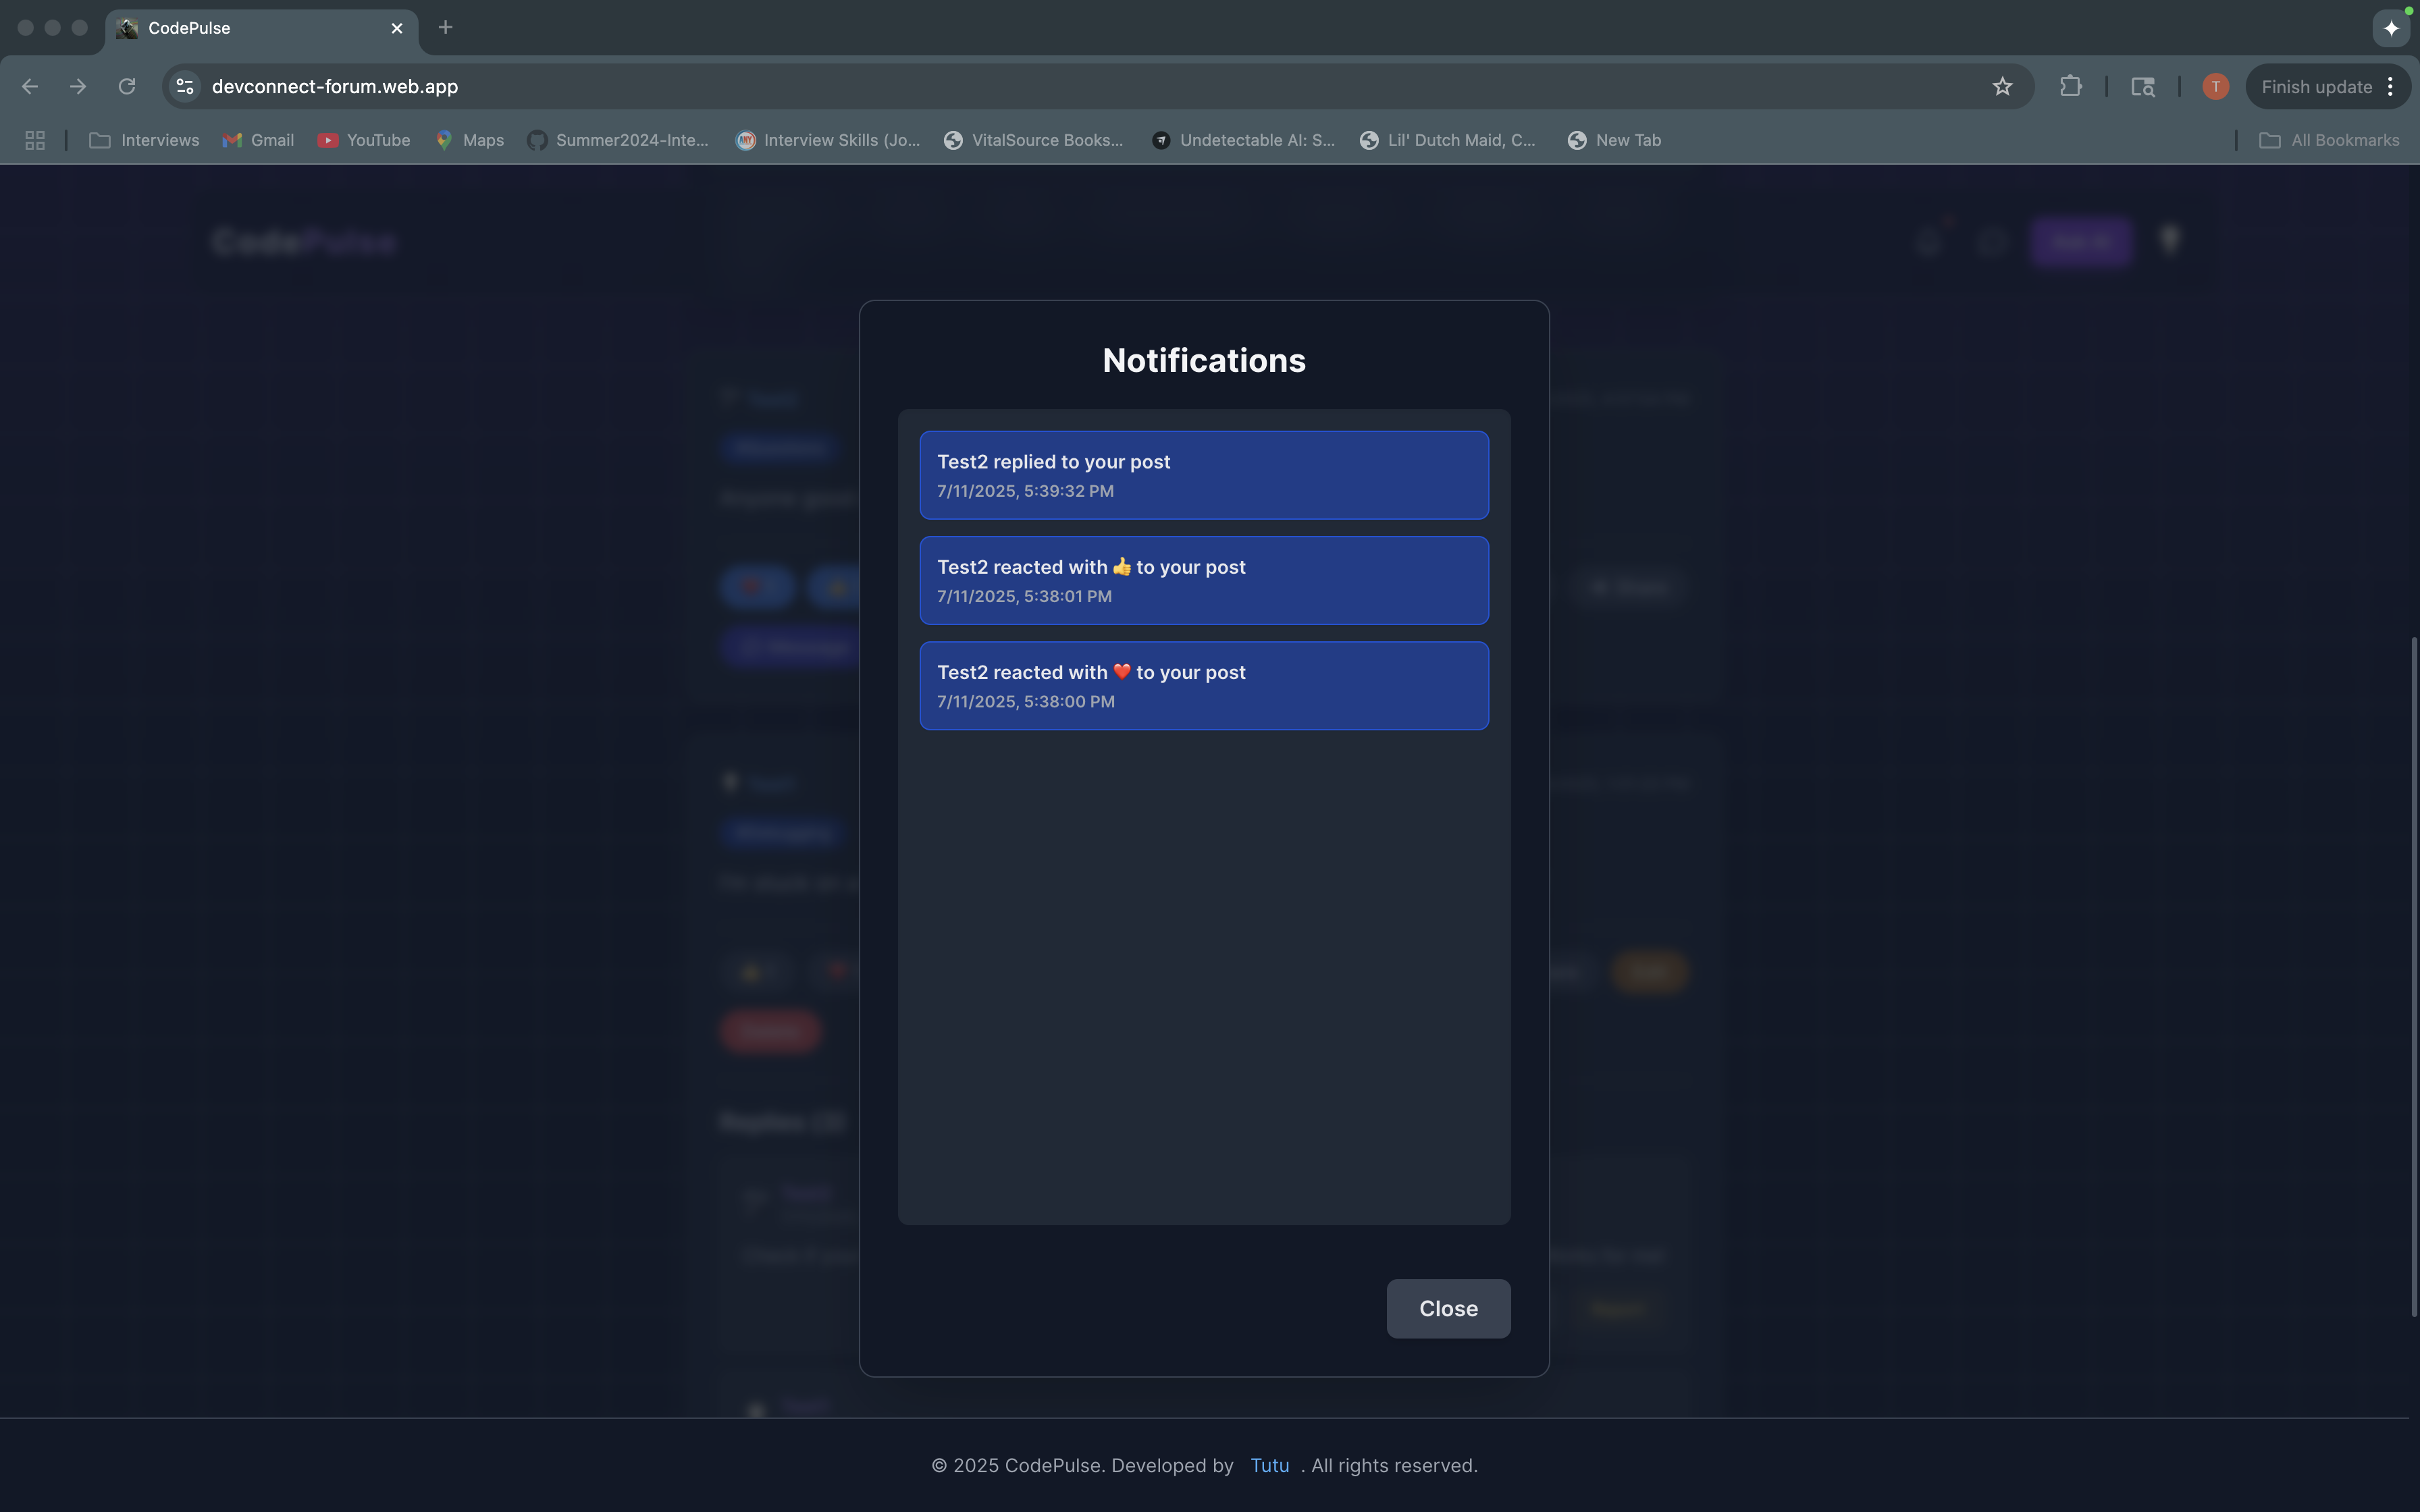 CodePulse
devconnect-forum.web.app
T
Finish update
Interviews
Gmail
YouTube
Maps
Summer2024-Inte...
Interview Skills (Jo...
VitalSource Books...
Undetectable AI: S...
Lil' Dutch Maid, C...
New Tab
All Bookmarks
CodePulse
Notifications
Test2 replied to your post
7/11/2025, 5:39:32 PM
Test2 reacted with 👍 to your post
7/11/2025, 5:38:01 PM
Test2 reacted with ❤️ to your post
7/11/2025, 5:38:00 PM
Close
© 2025 CodePulse. Developed by Tutu . All rights reserved.